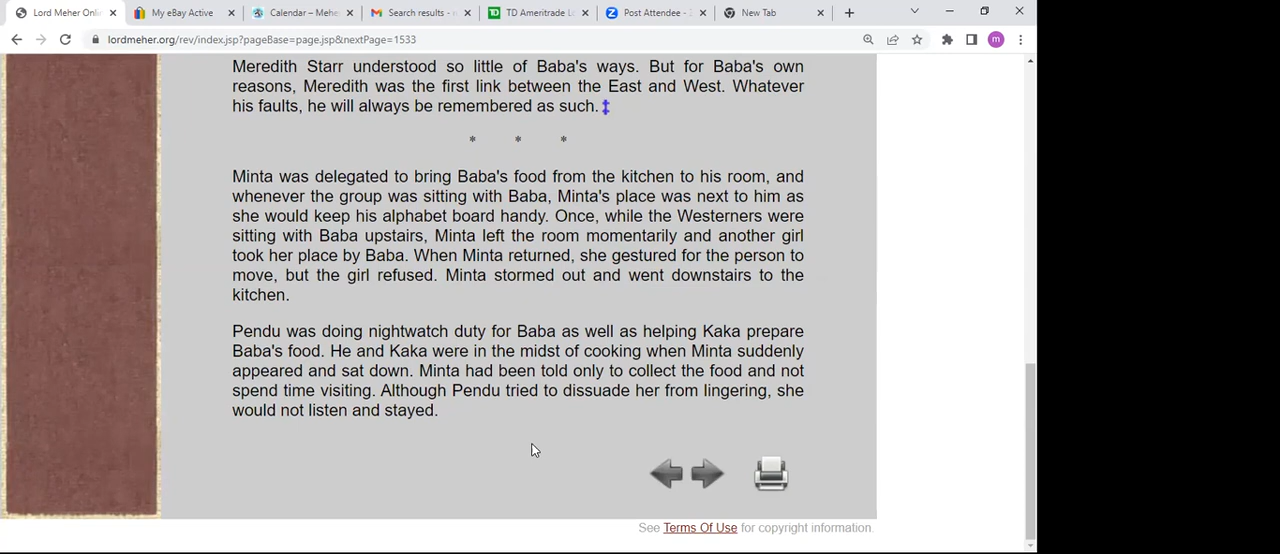 Lord Meher Onli
My eBay Active
Calendar – Mehe
Search results -
TD Ameritrade L
Post Attendee -
New Tab
lordmeher.org/rev/index.jsp?pageBase=page.jsp&nextPage=1533
m
Meredith Starr understood so little of Baba's ways. But for Baba's own
reasons, Meredith was the first link between the East and West. Whatever
his faults, he will always be remembered as such. ‡
* * *
Minta was delegated to bring Baba's food from the kitchen to his room, and
whenever the group was sitting with Baba, Minta's place was next to him as
she would keep his alphabet board handy. Once, while the Westerners were
sitting with Baba upstairs, Minta left the room momentarily and another girl
took her place by Baba. When Minta returned, she gestured for the person to
move, but the girl refused. Minta stormed out and went downstairs to the
kitchen.
Pendu was doing nightwatch duty for Baba as well as helping Kaka prepare
Baba's food. He and Kaka were in the midst of cooking when Minta suddenly
appeared and sat down. Minta had been told only to collect the food and not
spend time visiting. Although Pendu tried to dissuade her from lingering, she
would not listen and stayed.
See Terms Of Use for copyright information.